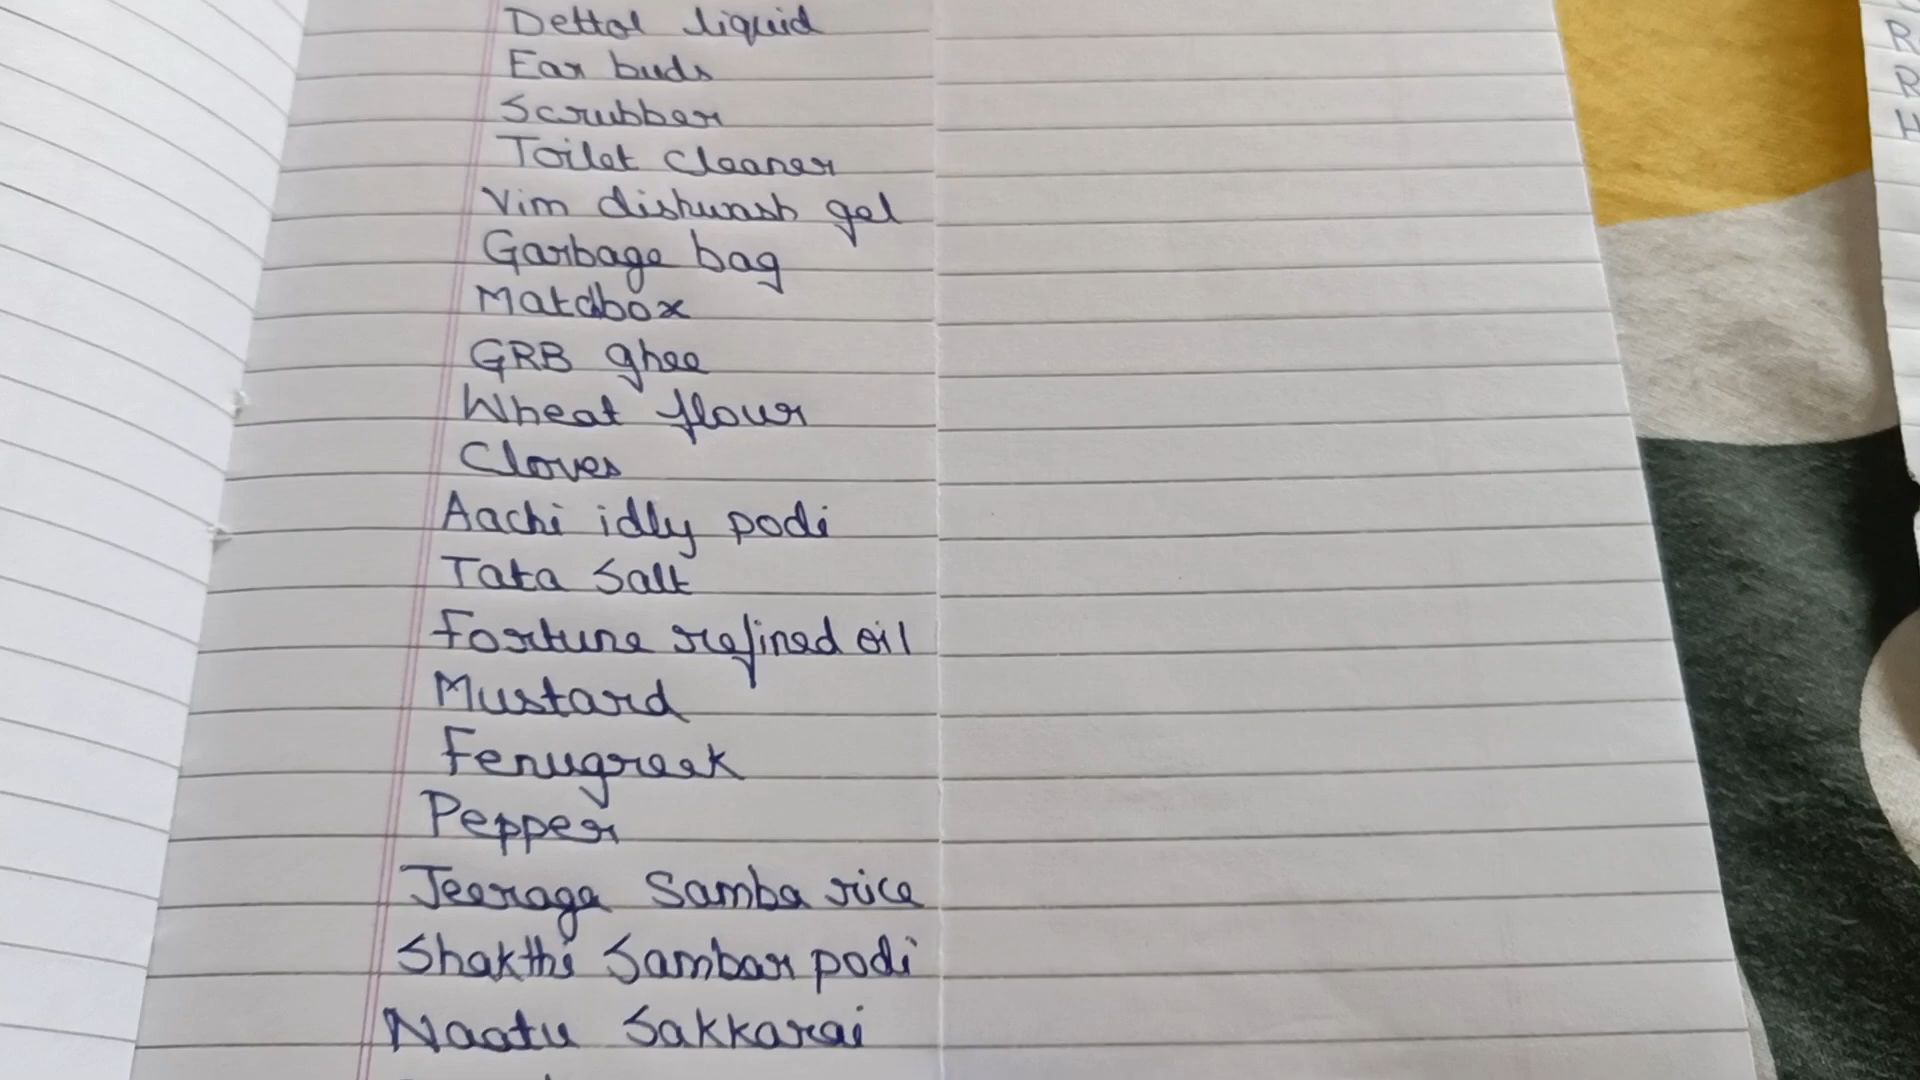 Dettol liquid
Ear buds
Scrubber
Toilet Cleaner
Vim dishwash gel
Garbage bag
Matchbox
GRB ghee
Wheat flour
Cloves
Aachi idly podi
Tata Salt
Fortune refined oil
Mustard
Fenugreek
Pepper
Jeeraga Samba rice
Shakthi Sambar podi
Naatu Sakkarai